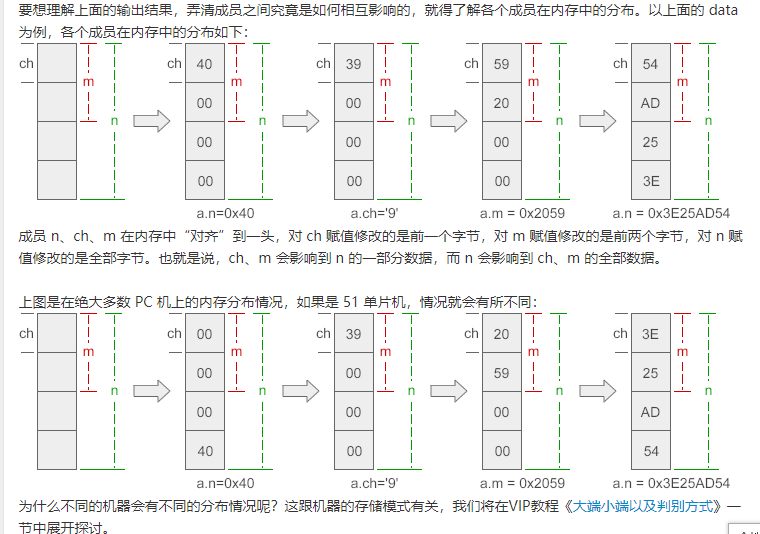 要想理解上面的输出结果，弄清成员之间究竟是如何相互影响的，就得了解各个成员在内存中的分布。以上面的 data
为例，各个成员在内存中的分布如下：
ch m n
ch 40 00 00 00 m n
ch 39 00 00 00 m n
ch 59 20 00 00 m n
ch 54 AD 25 3E m n
a.n=0x40 a.ch='9' a.m = 0x2059 a.n = 0x3E25AD54
成员 n、ch、m 在内存中“对齐”到一头，对 ch 赋值修改的是前一个字节，对 m 赋值修改的是前两个字节，对 n 赋
值修改的是全部字节。也就是说，ch、m 会影响到 n 的一部分数据，而 n 会影响到 ch、m 的全部数据。
上图是在绝大多数 PC 机上的内存分布情况，如果是 51 单片机，情况就会有所不同：
ch m n
ch 00 00 00 40 m n
ch 39 00 00 00 m n
ch 20 59 00 00 m n
ch 3E 25 AD 54 m n
a.n=0x40 a.ch='9' a.m = 0x2059 a.n = 0x3E25AD54
为什么不同的机器会有不同的分布情况呢？这跟机器的存储模式有关，我们将在VIP教程《大端小端以及判别方式》一
节中展开探讨。